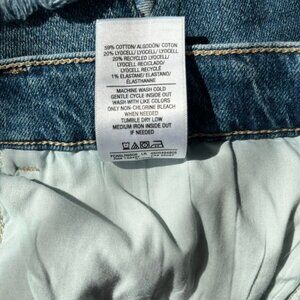 59% COTTON/ ALGODÓN/ COTON
20% LYOCELL/ LYOCELL/ LYOCELL
20% RECYCLED LYOCELL/
LYOCELL RECICLADO/
LYOCELL RECYCLÉ
1% ELASTANE/ ELASTANO/
ÉLASTHANNE
MACHINE WASH COLD
GENTLE CYCLE INSIDE OUT
WASH WITH LIKE COLORS
ONLY NON-CHLORINE BLEACH
WHEN NEEDED
TUMBLE DRY LOW
MEDIUM IRON INSIDE OUT
IF NEEDED